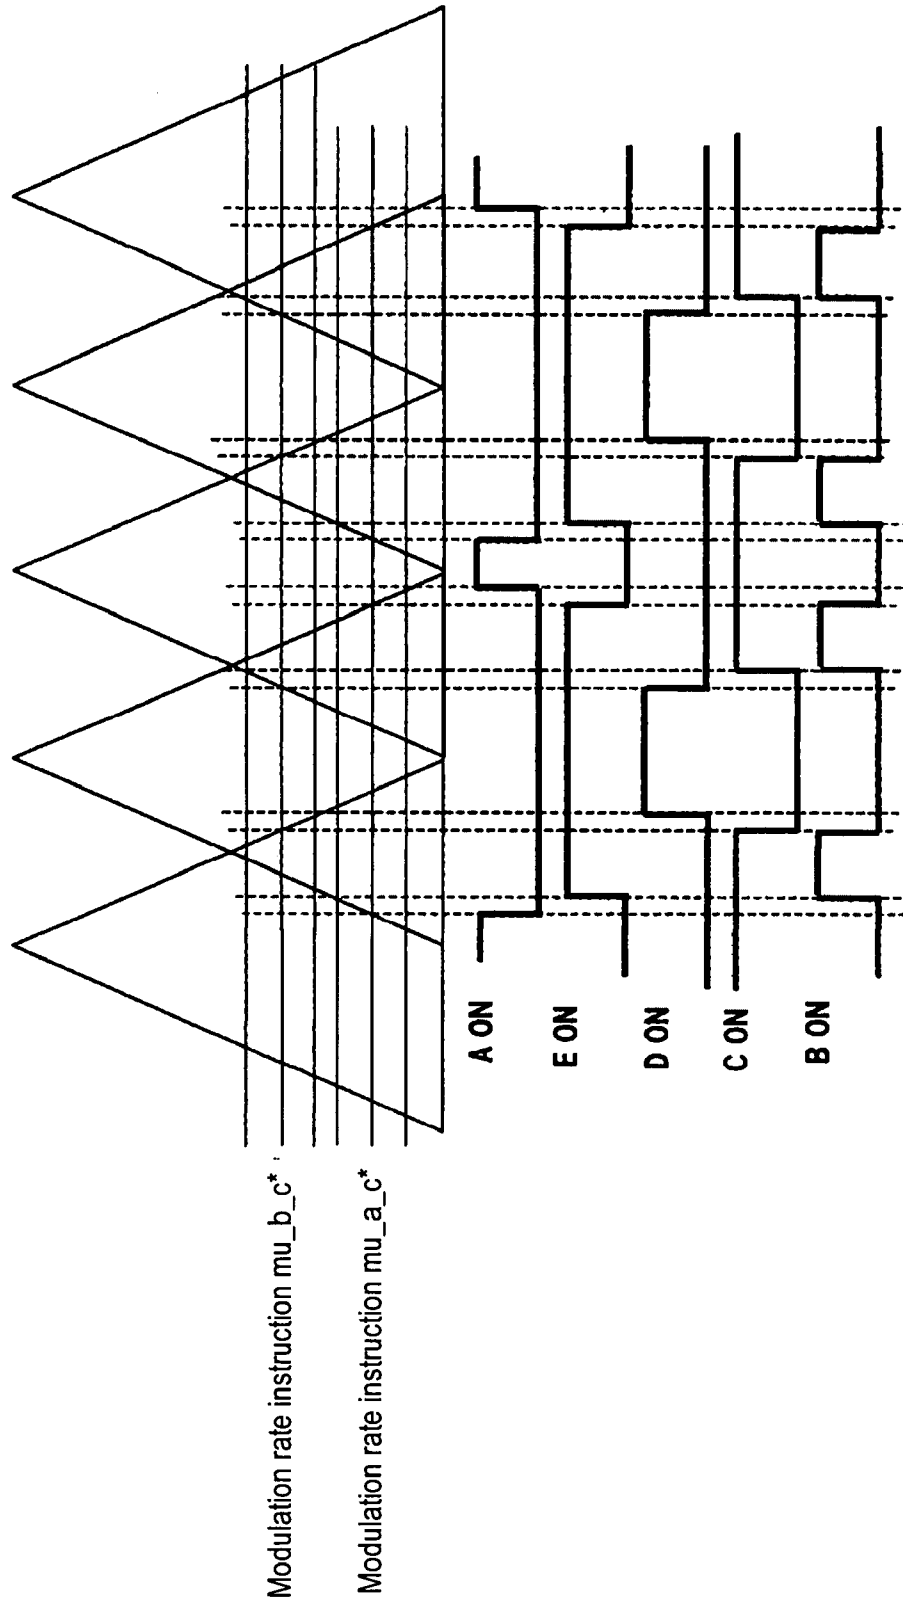 Modulation rate instruction mu_b_c*
Modulation rate instruction mu_a_c*
A ON
E ON
D ON
C ON
B ON